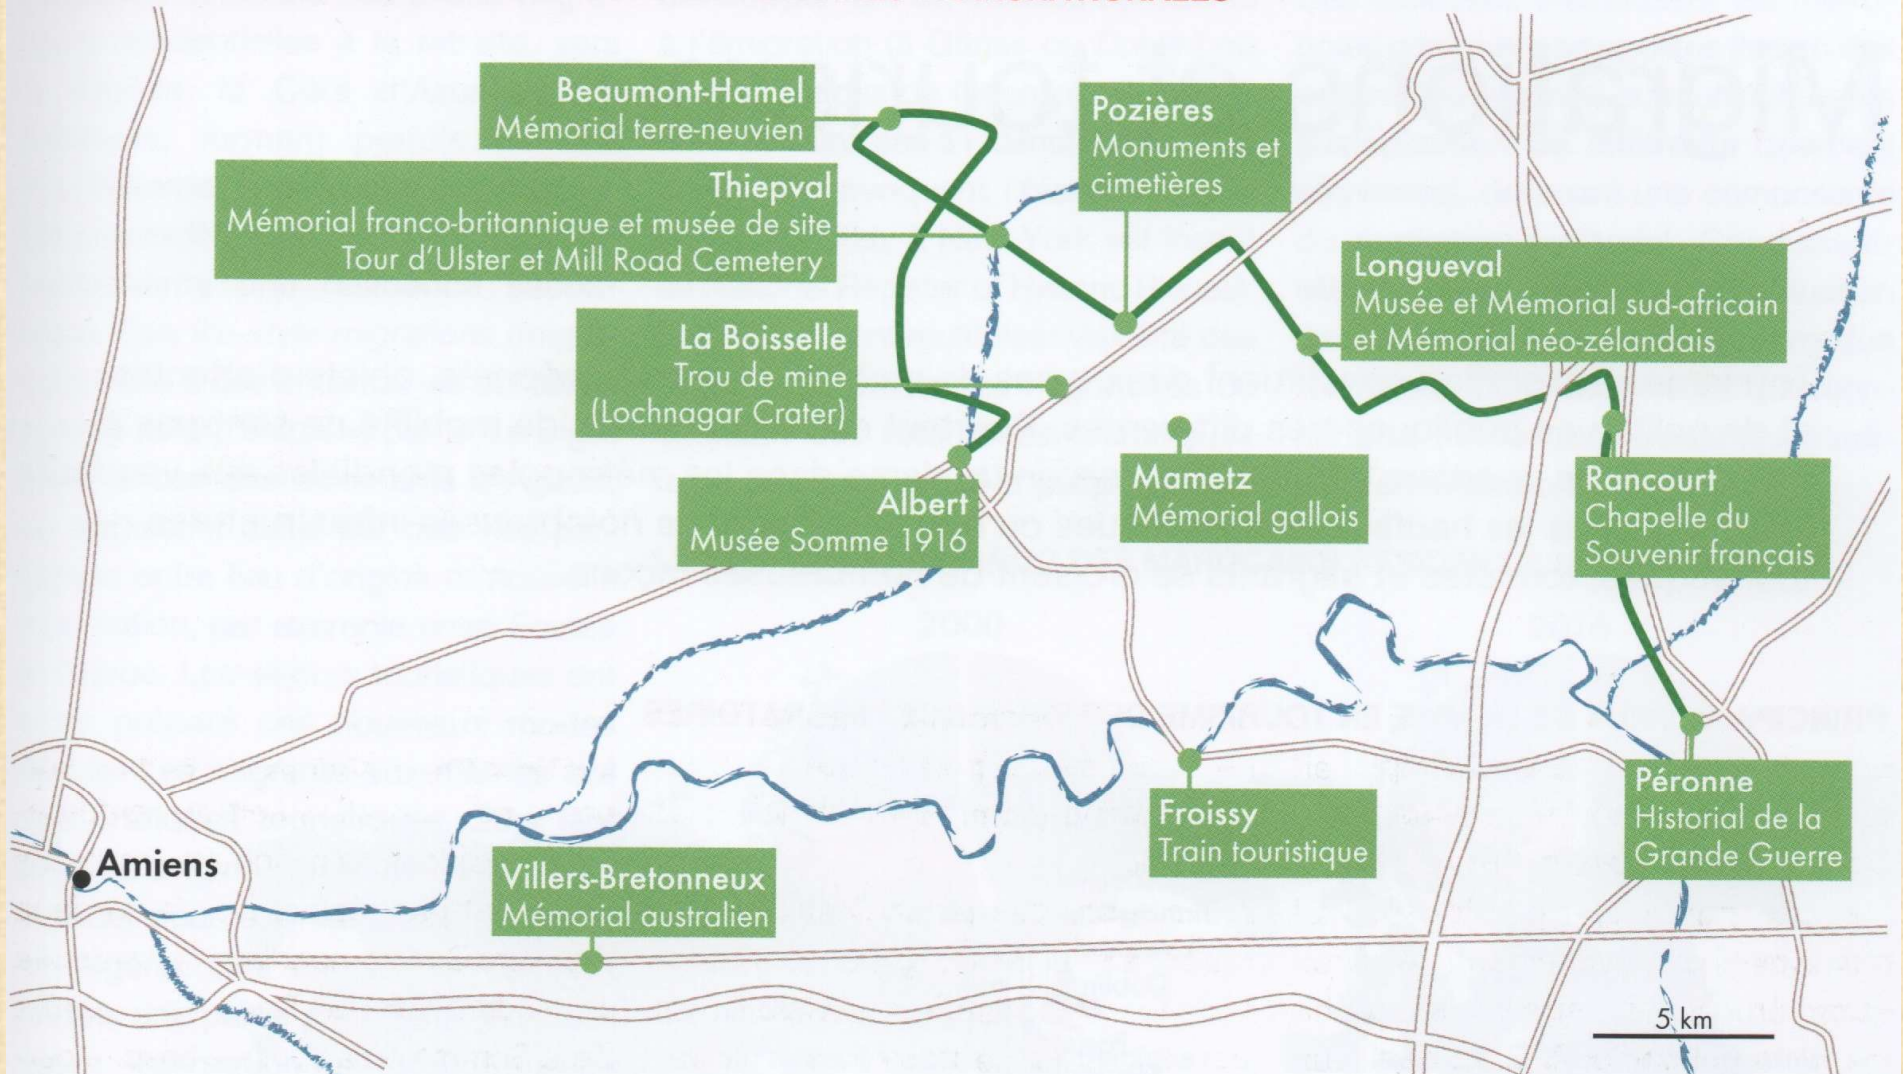 Beaumont-Hamel
Mémorial terre-neuvien
Thiepval
Mémorial franco-britannique et musée de site
Tour d'Ulster et Mill Road Cemetery
Pozières
Monuments et
cimetières
Longueval
Musée et Mémorial sud-africain
et Mémorial néo-zélandais
La Boisselle
Trou de mine
(Lochnagar Crater)
Albert
Musée Somme 1916
Mametz
Mémorial gallois
Rancourt
Chapelle du
Souvenir français
Péronne
Historial de la
Grande Guerre
Froissy
Train touristique
Amiens
Villers-Bretonneux
Mémorial australien
5 km